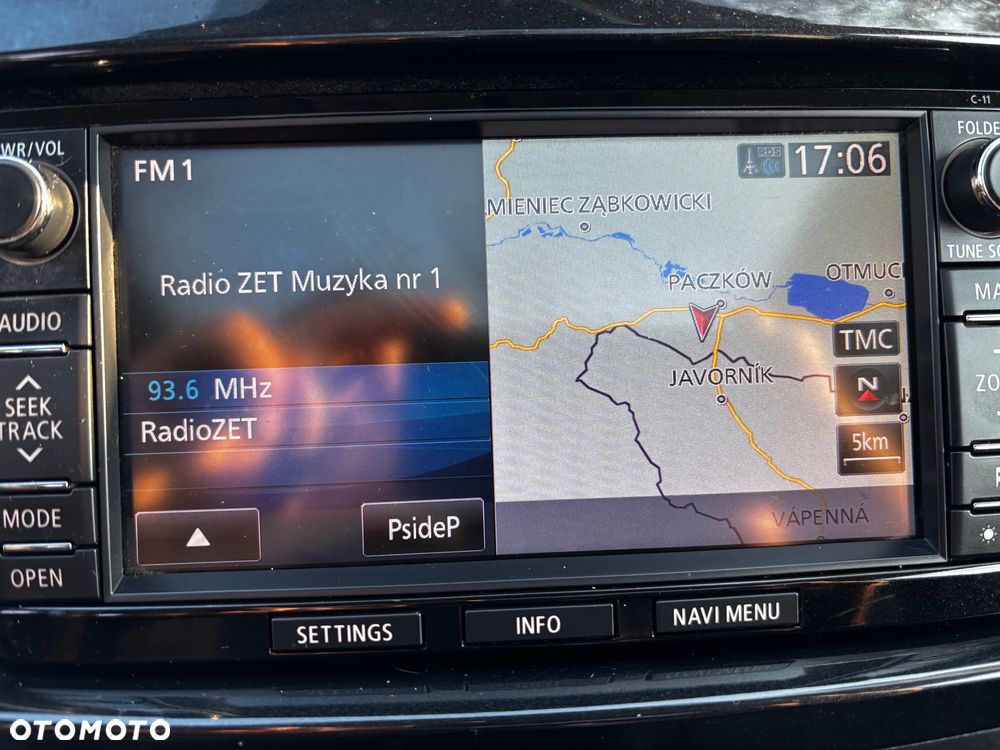 C-11
WR/VOL
FOLDE
FM 1
RDS
17:06
MIENIEC ZĄBKOWICKI
Radio ZET Muzyka nr 1
PACZKÓW
OTMUC
TUNE SC
MA
AUDIO
TMC
JAVORNÍK
93.6 MHz
N
ZO
SEEK
TRACK
RadioZET
5km
MODE
PsideP
VÁPENNÁ
OPEN
SETTINGS
INFO
NAVI MENU
OTOMOTO